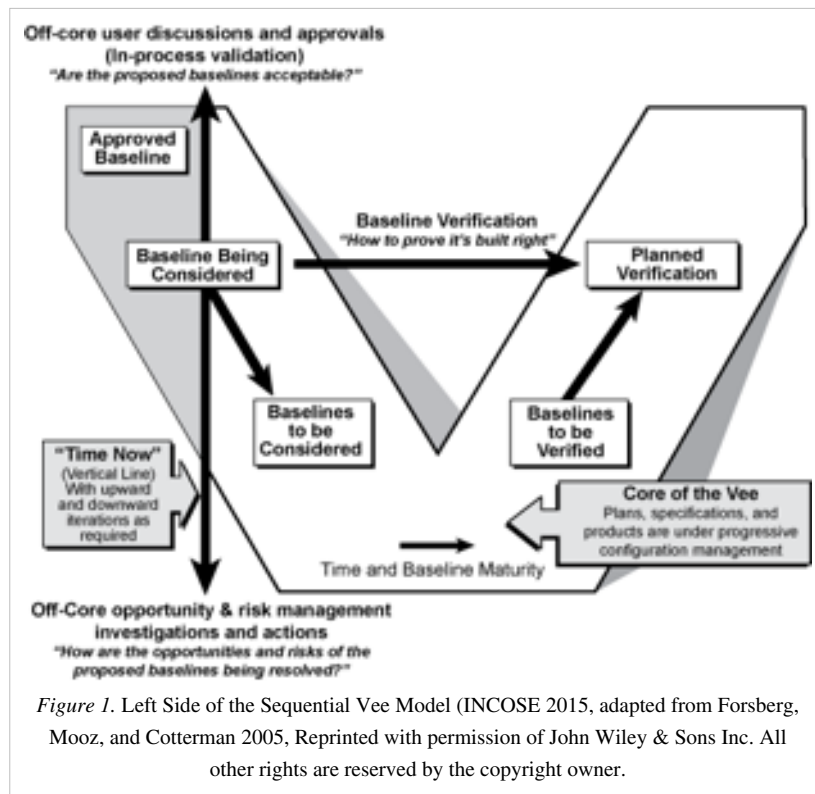 Off-core user discussions and approvals
(In-process validation)
"Are the proposed baselines acceptable?"
Approved
Baseline
Baseline Verification
"How to prove it's built right"
Baseline Being
Considered
Planned
Verification
Baselines
to be
Considered
Baselines
to be
Verified
"Time Now"
(Vertical Line)
With upward
and downward
iterations as
required
Core of the Vee
Plans, specifications, and
products are under progressive
configuration management
Time and Baseline Maturity
Off-Core opportunity & risk management
investigations and actions
"How are the opportunities and risks of the
proposed baselines being resolved?"
Figure 1. Left Side of the Sequential Vee Model (INCOSE 2015, adapted from Forsberg,
Mooz, and Cotterman 2005, Reprinted with permission of John Wiley & Sons Inc. All
other rights are reserved by the copyright owner.